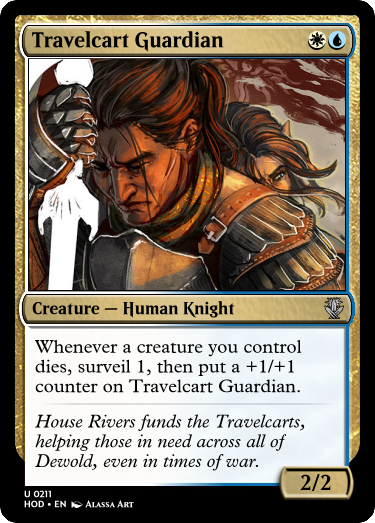 Travelcart Guardian
Creature — Human Knight
Whenever a creature you control
dies, surveil 1, then put a +1/+1
counter on Travelcart Guardian.
House Rivers funds the Travelcarts,
helping those in need across all of
Dewold, even in times of war.
2/2
U 0211
HOD • EN Alassa Art